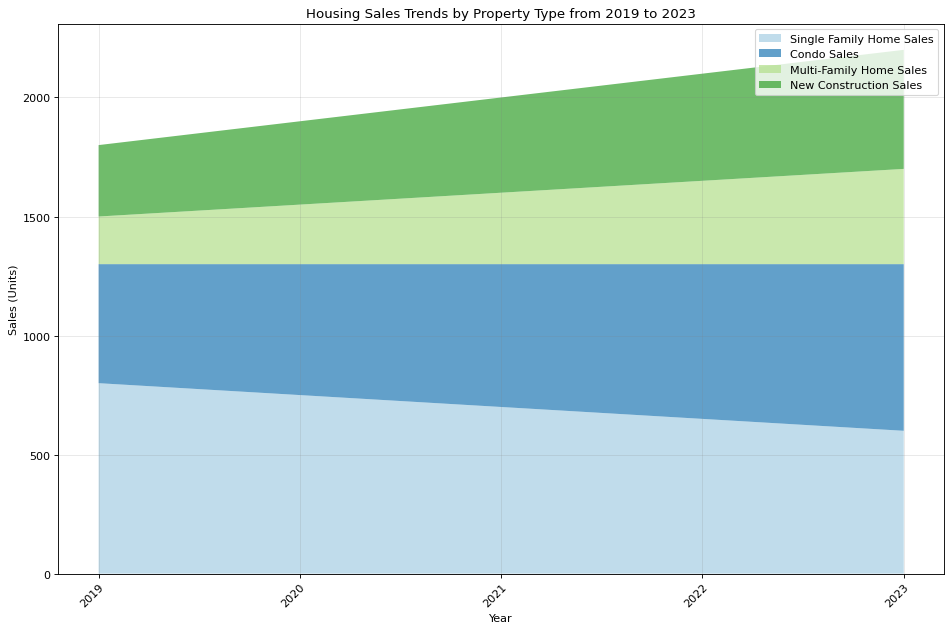 Housing Sales Trends by Property Type from 2019 to 2023
Single Family Home Sales
Condo Sales
Multi-Family Home Sales
New Construction Sales
Sales (Units)
2000
1500
1000
500
0
2019
2020
2021
2022
2023
Year